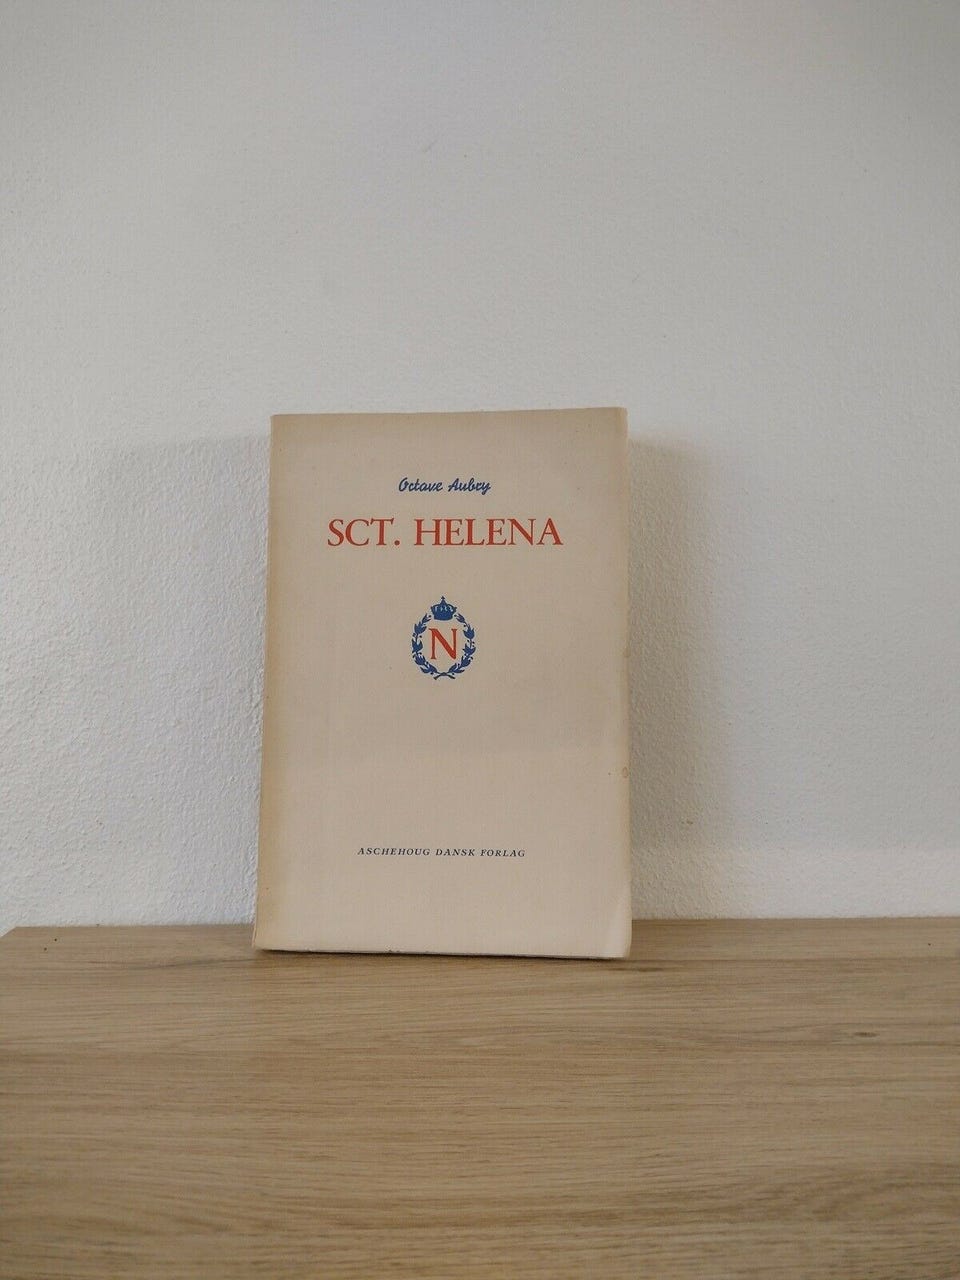 Octave Aubry
SCT. HELENA
N
ASCHEHOUG DANSK FORLAG